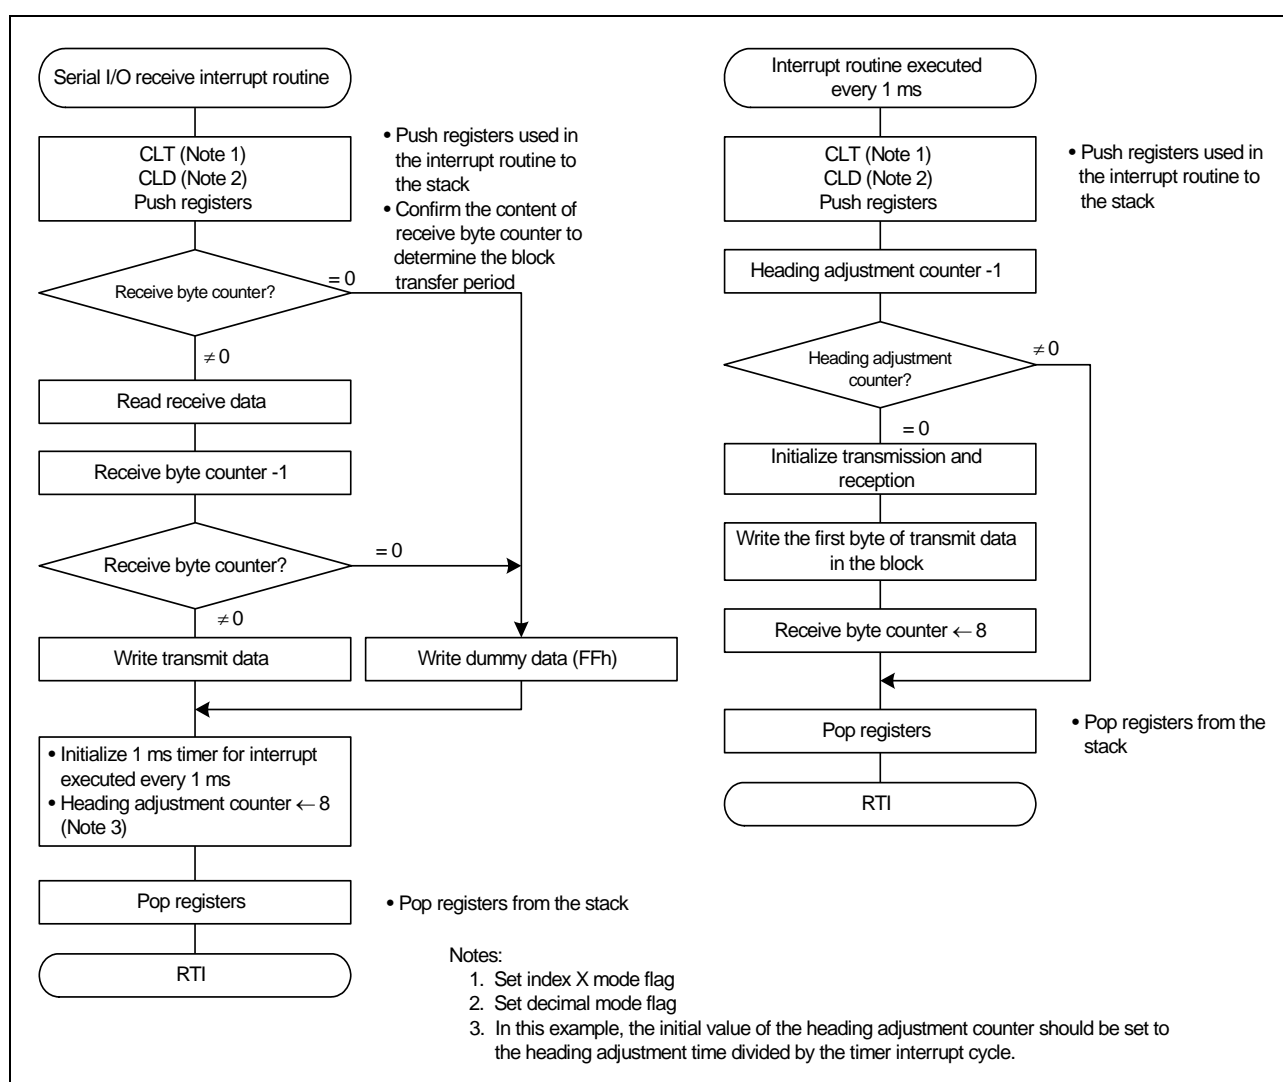 Serial I/O receive interrupt routine
CLT (Note 1)
CLD (Note 2)
Push registers
• Push registers used in
the interrupt routine to
the stack
• Confirm the content of
receive byte counter to
determine the block
transfer period
Receive byte counter?
= 0
≠ 0
Read receive data
Receive byte counter -1
Receive byte counter?
= 0
≠ 0
Write transmit data
Write dummy data (FFh)
• Initialize 1 ms timer for interrupt
executed every 1 ms
• Heading adjustment counter ← 8
(Note 3)
Pop registers
• Pop registers from the stack
RTI
Interrupt routine executed
every 1 ms
CLT (Note 1)
CLD (Note 2)
Push registers
• Push registers used in
the interrupt routine to
the stack
Heading adjustment counter -1
Heading adjustment
counter?
≠ 0
= 0
Initialize transmission and
reception
Write the first byte of transmit data
in the block
Receive byte counter ← 8
Pop registers
• Pop registers from the
stack
RTI
Notes:
1. Set index X mode flag
2. Set decimal mode flag
3. In this example, the initial value of the heading adjustment counter should be set to
the heading adjustment time divided by the timer interrupt cycle.